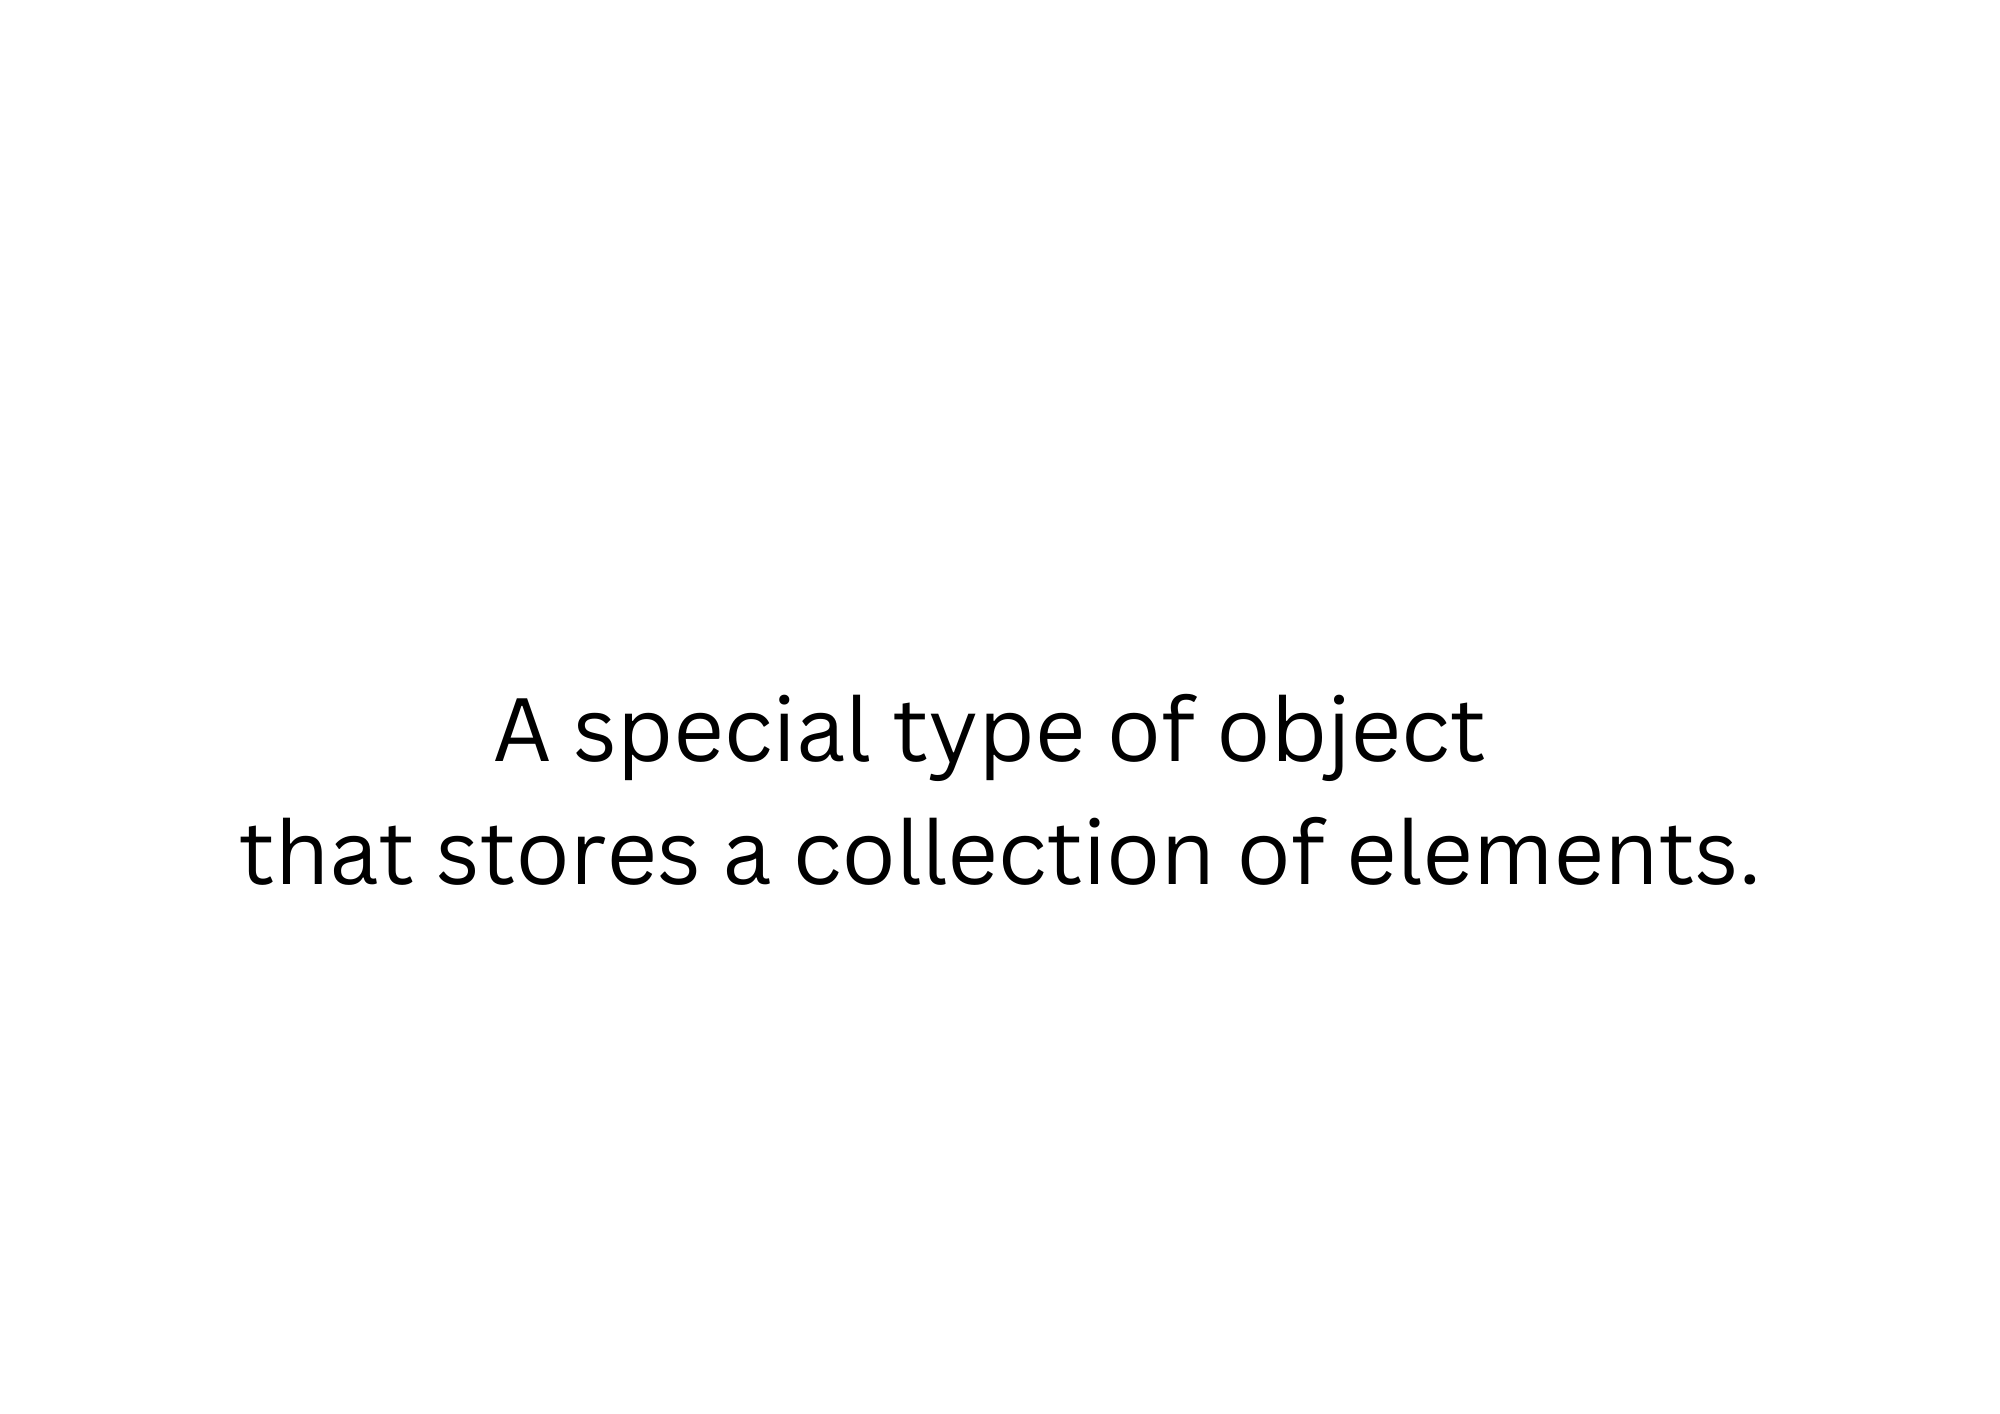 A special type of object
that stores a collection of elements.